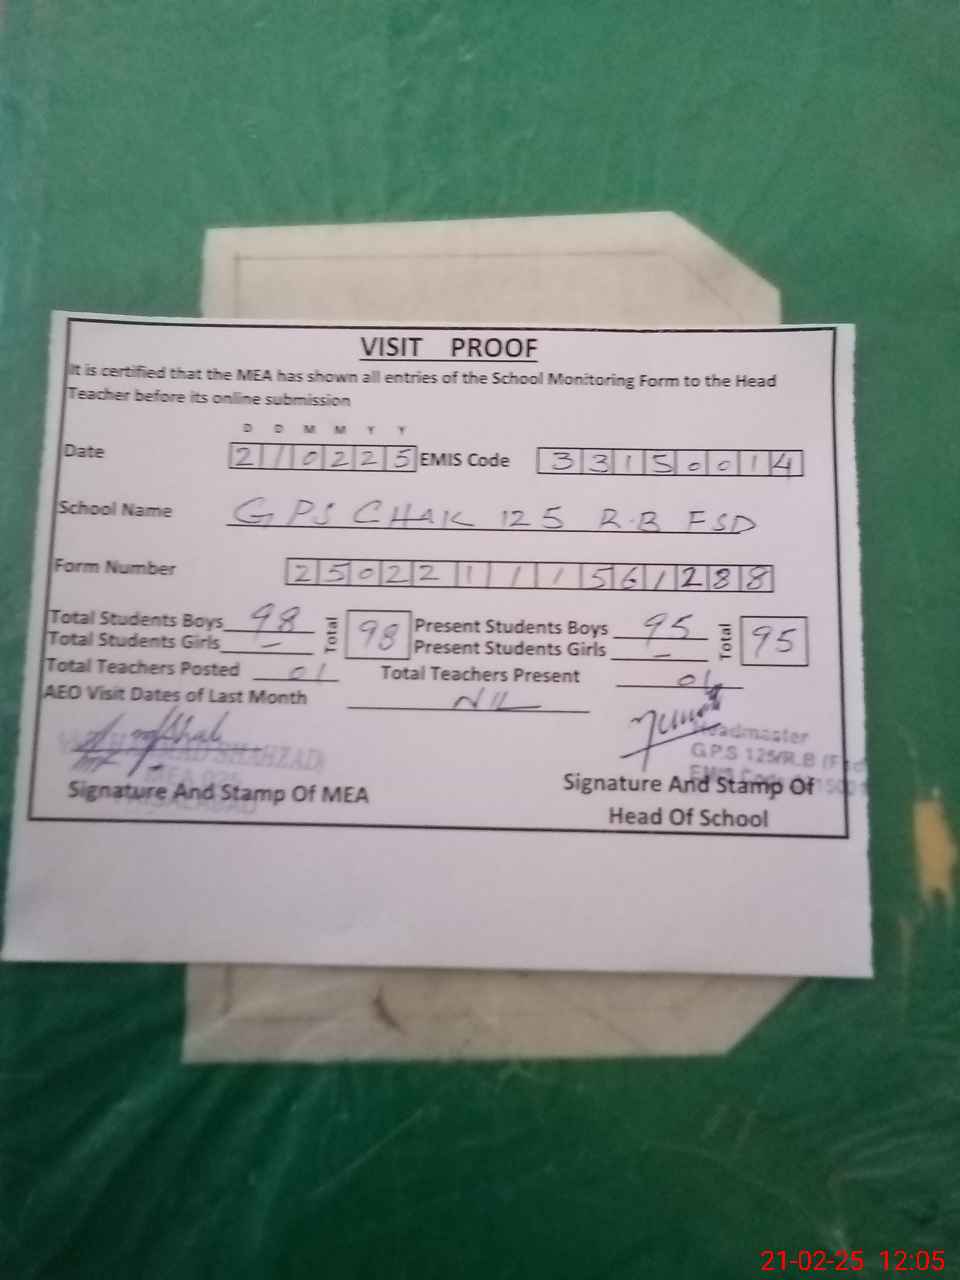 VISIT PROOF
It is certified that the MEA has shown all entries of the School Monitoring Form to the Head
Teacher before its online submission
D D M M Y Y
Date 210225 EMIS Code 33150014
School Name GPS CHAK 125 R.B FSD
Form Number 25022111561288
Total Students Boys 98 Total 98 Present Students Boys 95 Total 95
Total Students Girls — Present Students Girls —
Total Teachers Posted 01 Total Teachers Present 01
AEO Visit Dates of Last Month NIL
Headmaster
SHAHZAD G.P.S 125/R.B
MEA EMIS Code
Signature And Stamp Of MEA Signature And Stamp Of
Head Of School
21-02-25 12:05